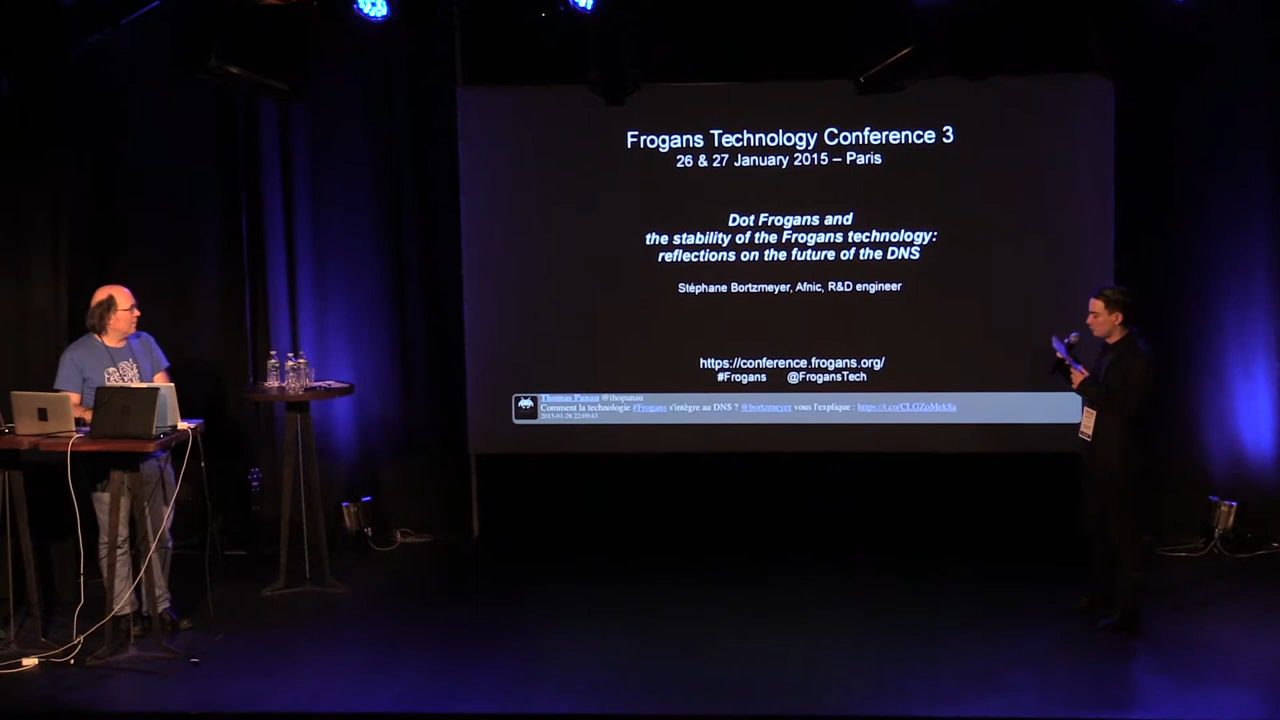 Frogans Technology Conference 3
26 & 27 January 2015 – Paris
Dot Frogans and
the stability of the Frogans technology:
reflections on the future of the DNS
Stéphane Bortzmeyer, Afnic, R&D engineer
https://conference.frogans.org/
#Frogans @FrogansTech
Thomas Panau @thopanau
Comment la technologie #Frogans s'intègre au DNS ? @bortzmeyer vous l'explique :